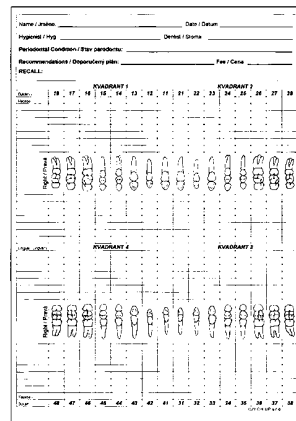 Name / Jméno: Date / Datum:
Hygienist / Hyg Dentist / Stoma
Periodontal Condition / Stav parodontu:
Recommendations / Doporučený plán: Fee / Cena
RECALL:
KVADRANT 1 KVADRANT 2
18 17 16 15 14 13 12 11 21 22 23 24 25 26 27 28
Right / Pravá
KVADRANT 4 KVADRANT 3
Right / Pravá
48 47 46 45 44 43 42 41 31 32 33 34 35 36 37 38